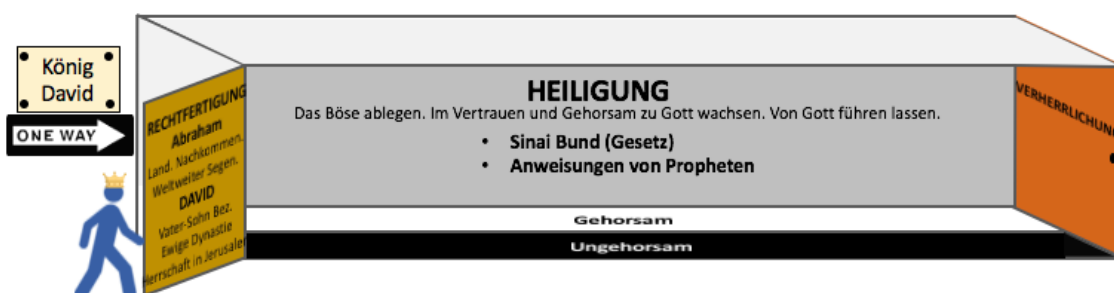 König
David
ONE WAY
RECHTFERTIGUNG
Abraham
Land. Nachkommen.
Weltweiter Segen.
DAVID
Vater-Sohn Bez.
Ewige Dynastie
Herrschaft in Jerusale
HEILIGUNG
Das Böse ablegen. Im Vertrauen und Gehorsam zu Gott wachsen. Von Gott führen lassen.
• Sinai Bund (Gesetz)
• Anweisungen von Propheten
Gehorsam
Ungehorsam
VERHERRLICHUNG